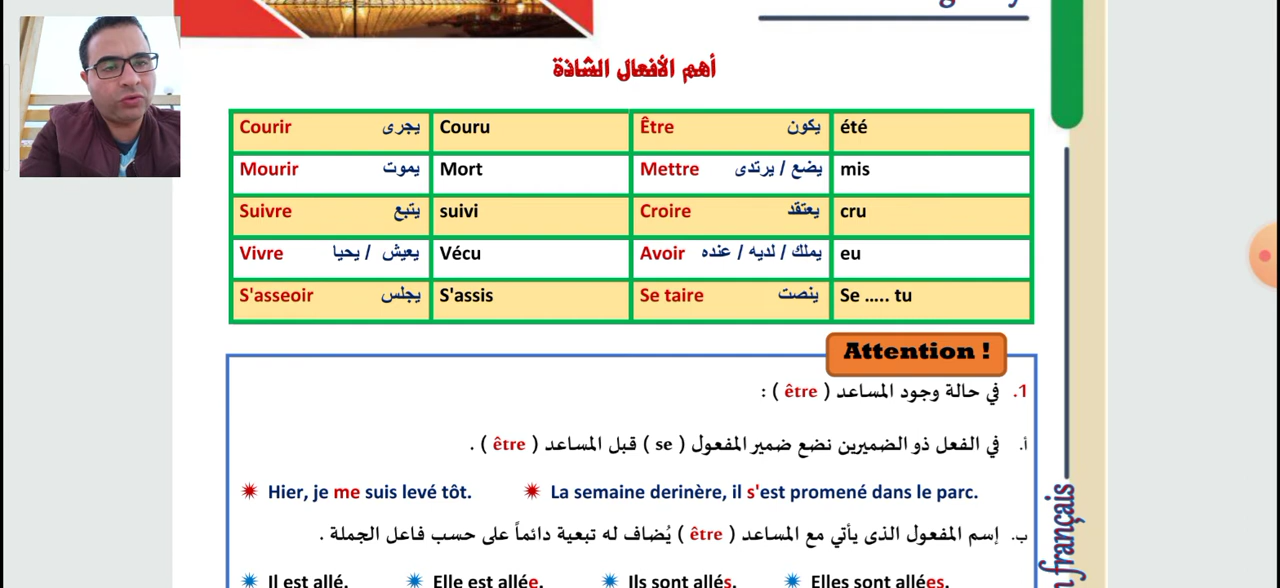 أهم الأفعال الشاذة
Courir يجرى Couru Être يكون été
Mourir يموت Mort Mettre يضع / يرتدى mis
Suivre يتبع suivi Croire يعتقد cru
Vivre يعيش / يحيا Vécu Avoir يملك / لديه / عنده eu
S'asseoir يجلس S'assis Se taire ينصت Se ..... tu
Attention !
1. في حالة وجود المساعد ( être ) :
أ. في الفعل ذو الضميرين نضع ضمير المفعول ( se ) قبل المساعد ( être ) .
Hier, je me suis levé tôt. La semaine derinère, il s'est promené dans le parc.
ب. إسم المفعول الذى يأتي مع المساعد ( être ) يُضاف له تبعية دائماً على حسب فاعل الجملة .
Il est allé. Elle est allée. Ils sont allés. Elles sont allées.
français